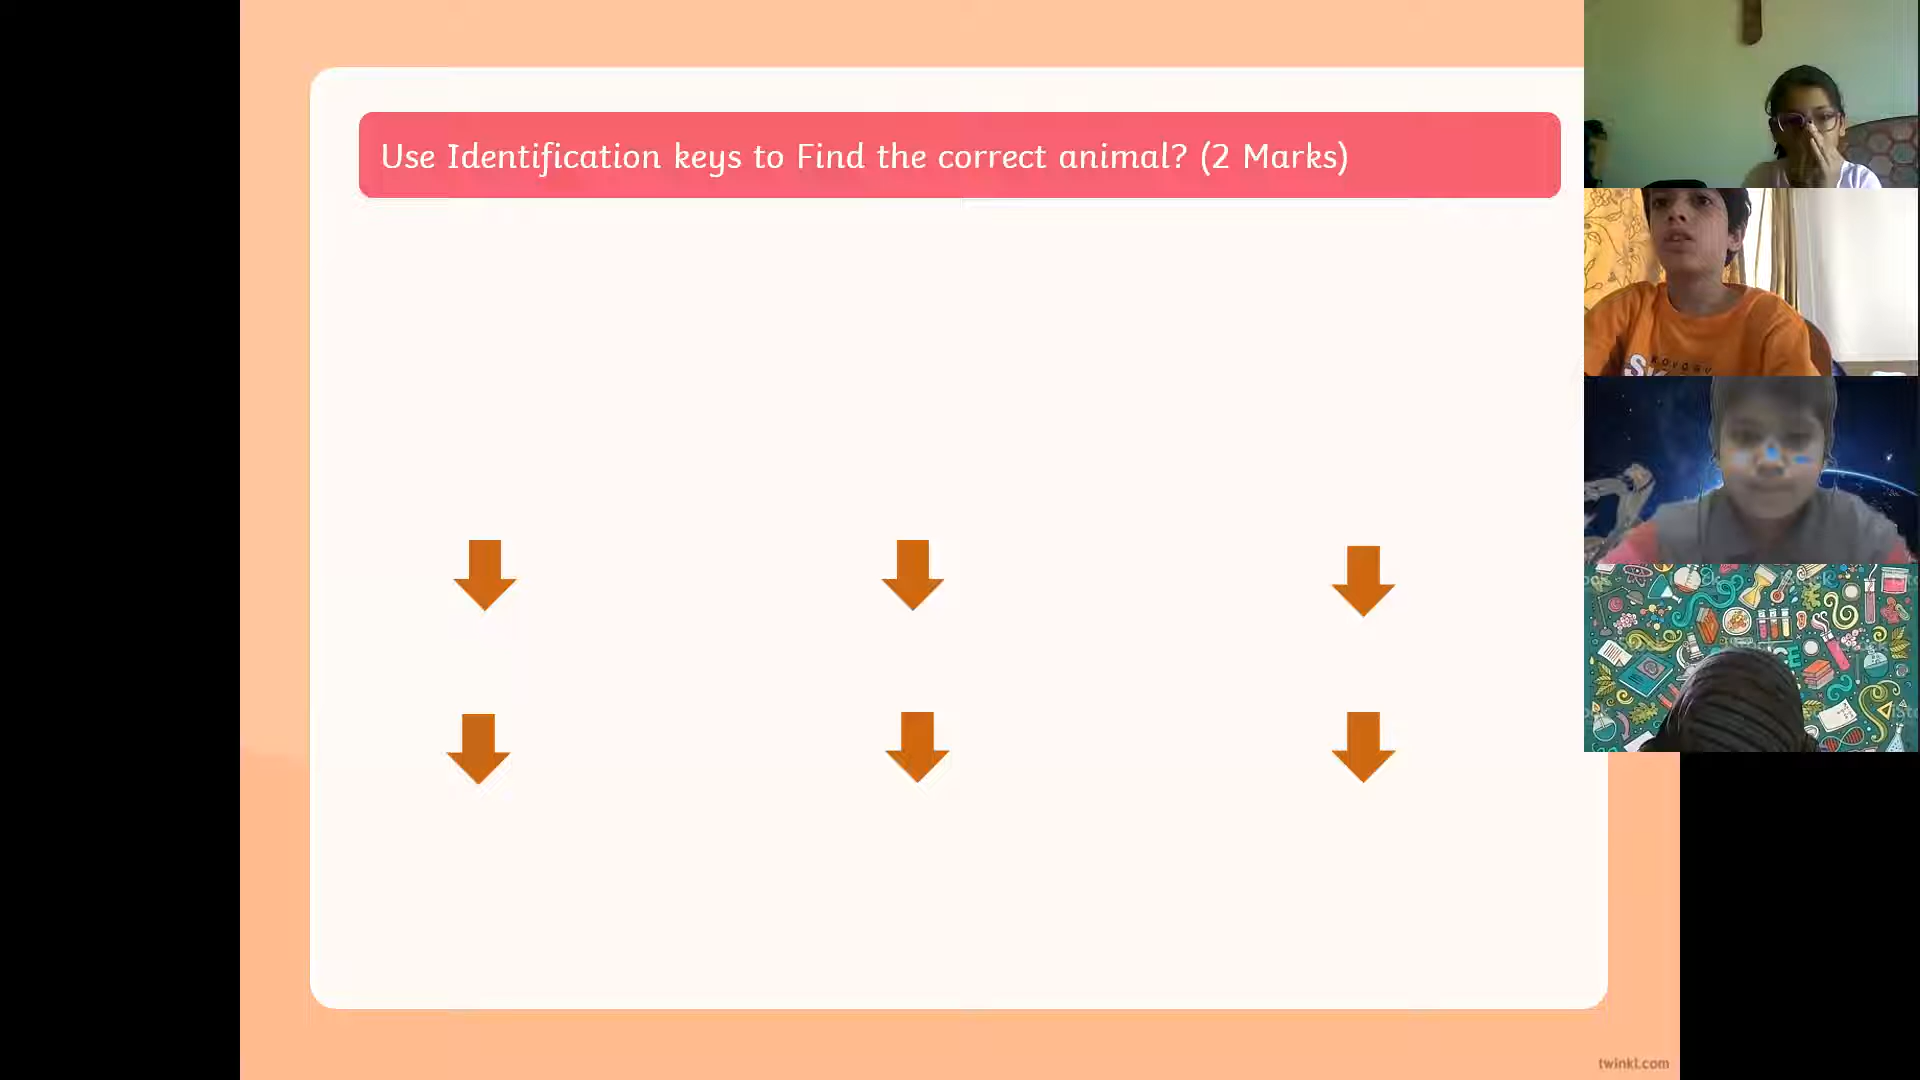 Use Identification keys to Find the correct animal? (2 Marks)
twinkl.com